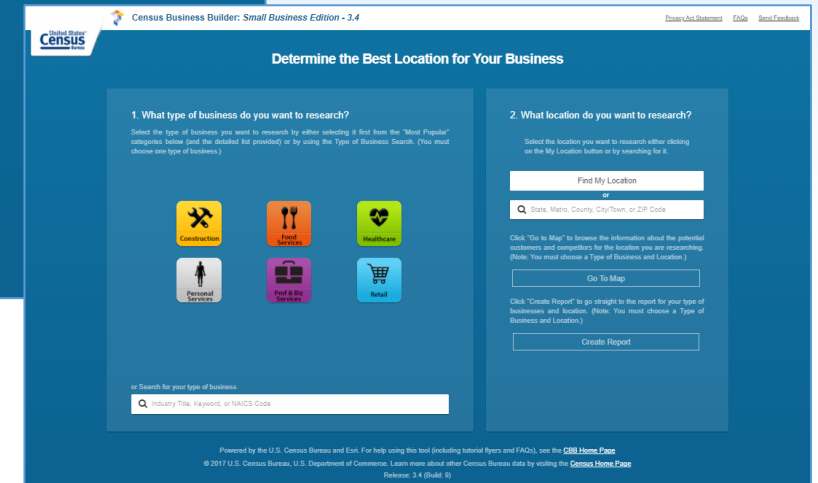 Census Business Builder: Small Business Edition - 3.4
Privacy Act Statement FAQs Send Feedback
United States®
Census
Bureau
Determine the Best Location for Your Business
1. What type of business do you want to research?
Select the type of business you want to research by either selecting it first from the "Most Popular"
categories below (and the detailed list provided) or by using the Type of Business Search. (You must
choose one type of business.)
Construction
Food
Services
Healthcare
Personal
Services
Prof & Biz
Services
Retail
or Search for your type of business
Industry Title, Keyword, or NAICS Code
2. What location do you want to research?
Select the location you want to research either clicking
on the My Location button or by searching for it.
Find My Location
or
State, Metro, County, City/Town, or ZIP Code
Click "Go to Map" to browse the information about the potential
customers and competitors for the location you are researching.
(Note: You must choose a Type of Business and Location.)
Go To Map
Click "Create Report" to go straight to the report for your type of
businesses and location. (Note: You must choose a Type of
Business and Location.)
Create Report
Powered by the U.S. Census Bureau and Esri. For help using this tool (including tutorial flyers and FAQs), see the CBB Home Page
© 2017 U.S. Census Bureau, U.S. Department of Commerce. Learn more about other Census Bureau data by visiting the Census Home Page
Release: 3.4 (Build: 9)